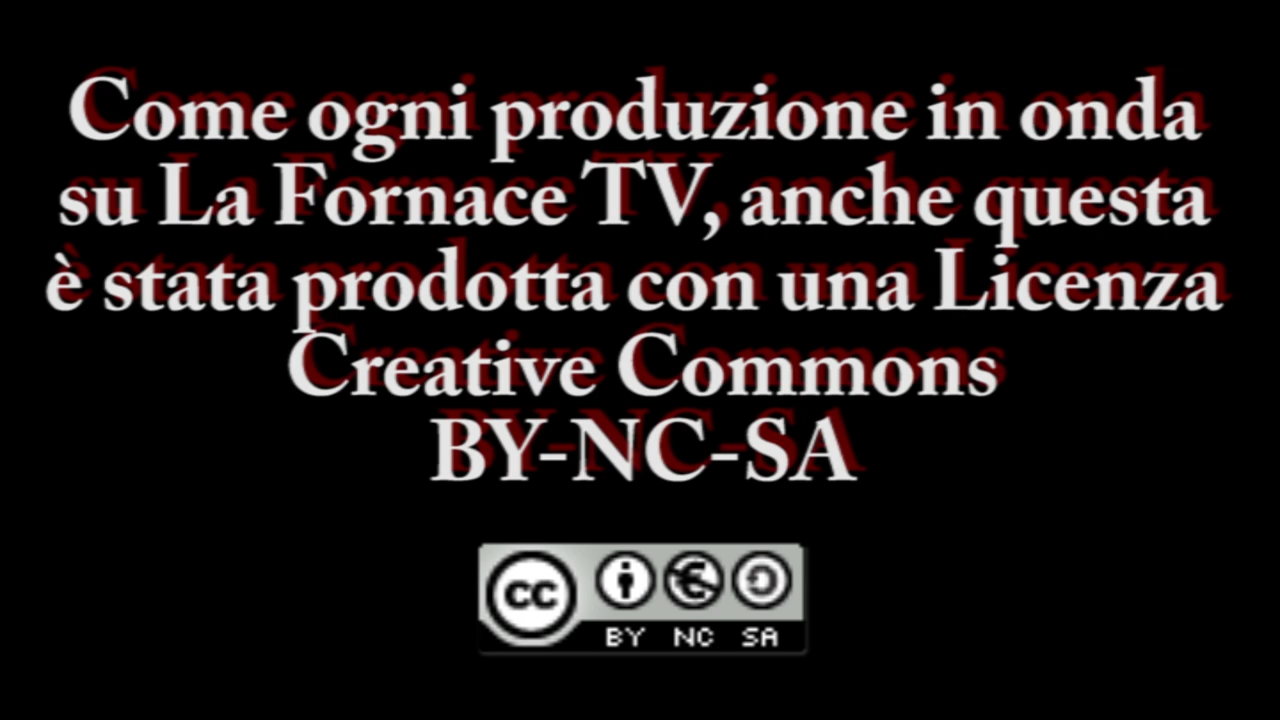 Come ogni produzione in onda
su La Fornace TV, anche questa
è stata prodotta con una Licenza
Creative Commons
BY-NC-SA
cc
BY NC SA